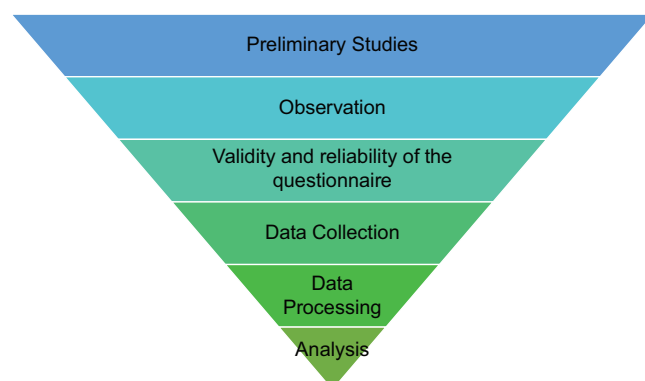 Preliminary Studies
Observation
Validity and reliability of the
questionnaire
Data Collection
Data
Processing
Analysis